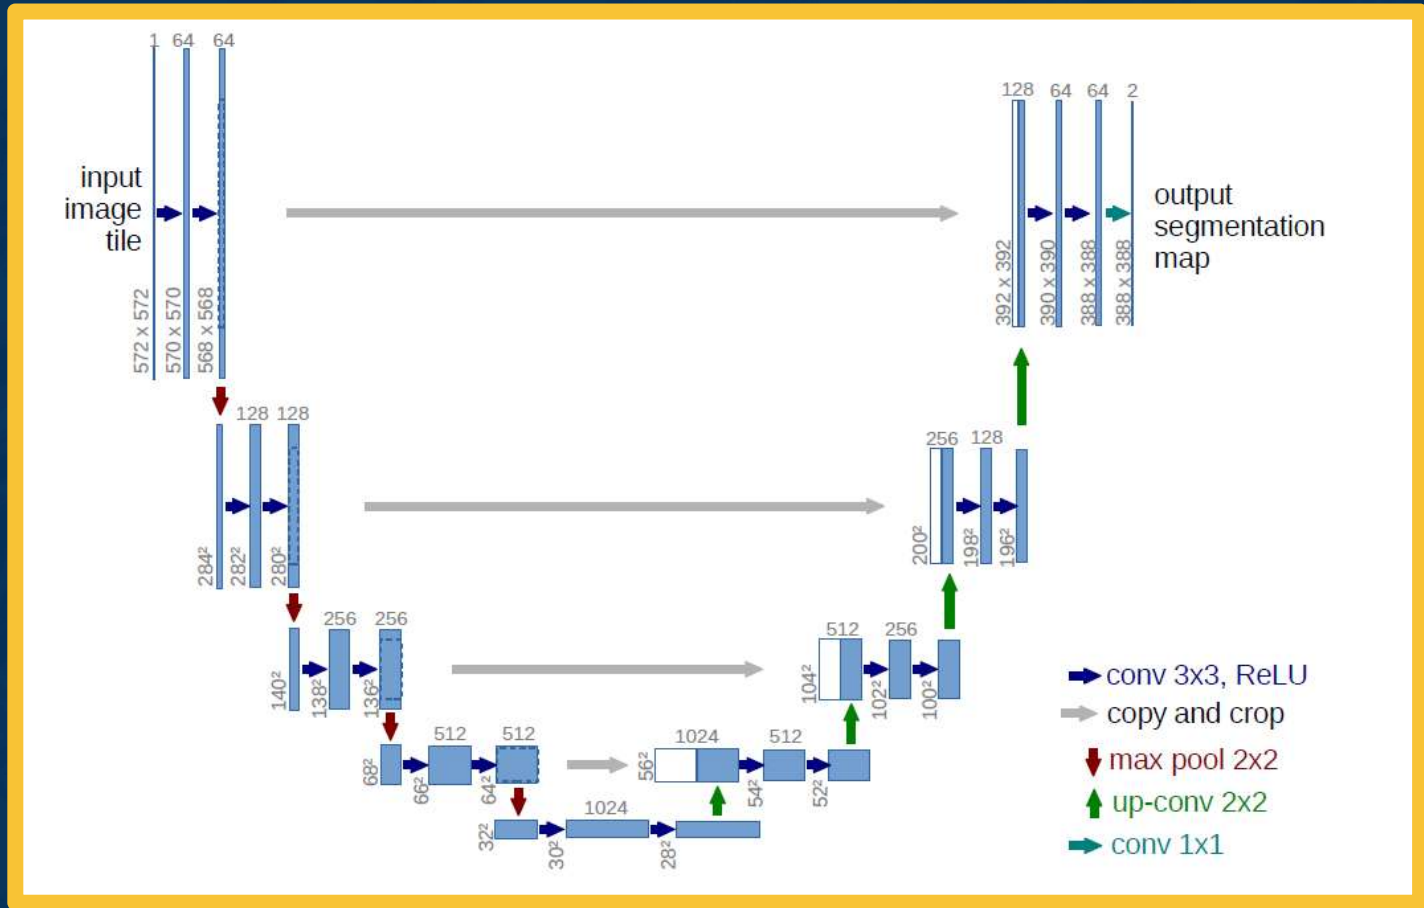 1 64 64
128 64 64 2
input
image
tile
output
segmentation
map
572 x 572
570 x 570
568 x 568
392 x 392
390 x 390
388 x 388
388 x 388
128 128
256 128
284²
282²
280²
200²
198²
196²
256 256
512 256
140²
138²
136²
104²
102²
100²
512 512
1024 512
68²
66²
64²
56²
54²
52²
1024
32²
30²
28²
conv 3x3, ReLU
copy and crop
max pool 2x2
up-conv 2x2
conv 1x1